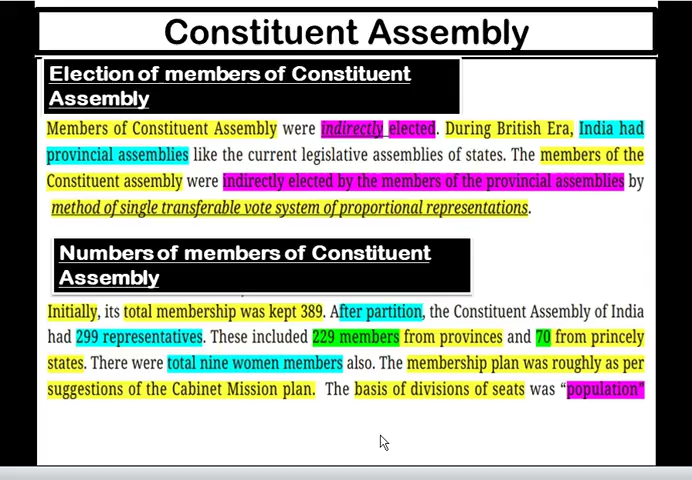 Constituent Assembly
Election of members of Constituent
Assembly
Members of Constituent Assembly were indirectly elected. During British Era, India had
provincial assemblies like the current legislative assemblies of states. The members of the
Constituent assembly were indirectly elected by the members of the provincial assemblies by
method of single transferable vote system of proportional representations.
Numbers of members of Constituent
Assembly
Initially, its total membership was kept 389. After partition, the Constituent Assembly of India
had 299 representatives. These included 229 members from provinces and 70 from princely
states. There were total nine women members also. The membership plan was roughly as per
suggestions of the Cabinet Mission plan. The basis of divisions of seats was “population”